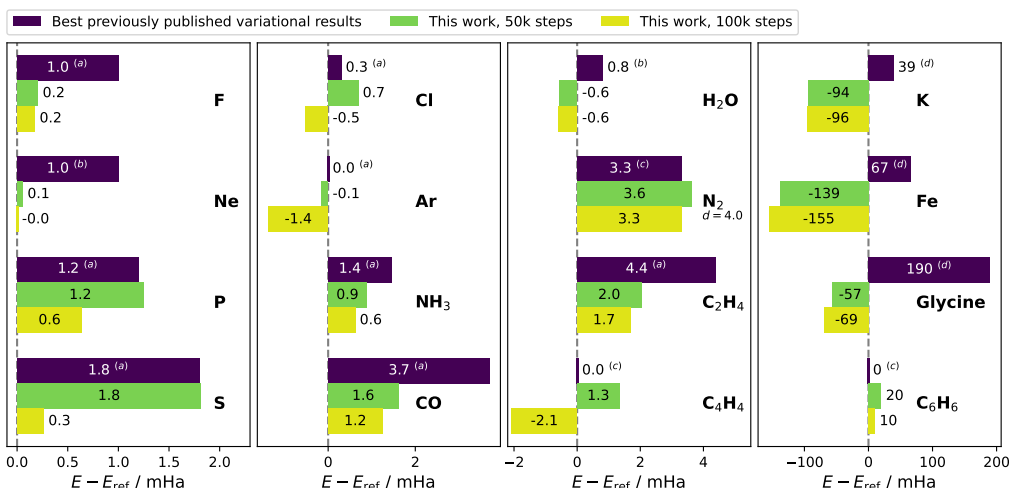 Best previously published variational results
This work, 50k steps
This work, 100k steps
1.0 (a)
0.2
0.2
F
1.0 (b)
0.1
-0.0
Ne
1.2 (a)
1.2
0.6
P
1.8 (a)
1.8
0.3
S
0.0 0.5 1.0 1.5 2.0
E − E_ref / mHa
0.3 (a)
0.7
-0.5
Cl
0.0 (a)
-0.1
-1.4
Ar
1.4 (a)
0.9
0.6
NH₃
3.7 (a)
1.6
1.2
CO
0 2
E − E_ref / mHa
0.8 (b)
-0.6
-0.6
H₂O
3.3 (c)
3.6
3.3
N₂
d = 4.0
4.4 (a)
2.0
1.7
C₂H₄
0.0 (c)
1.3
-2.1
C₄H₄
−2 0 2 4
E − E_ref / mHa
39 (d)
-94
-96
K
67 (d)
-139
-155
Fe
190 (d)
-57
-69
Glycine
0 (c)
20
10
C₆H₆
−100 0 100 200
E − E_ref / mHa